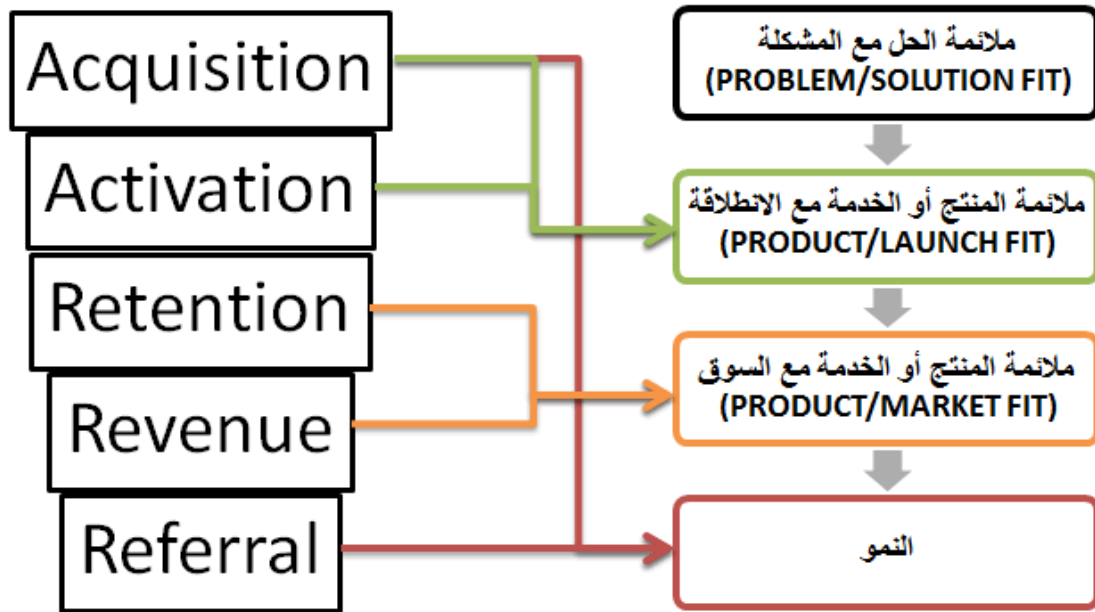 Acquisition
Activation
Retention
Revenue
Referral
ملائمة الحل مع المشكلة
(PROBLEM/SOLUTION FIT)
ملائمة المنتج أو الخدمة مع الانطلاقة
(PRODUCT/LAUNCH FIT)
ملائمة المنتج أو الخدمة مع السوق
(PRODUCT/MARKET FIT)
النمو